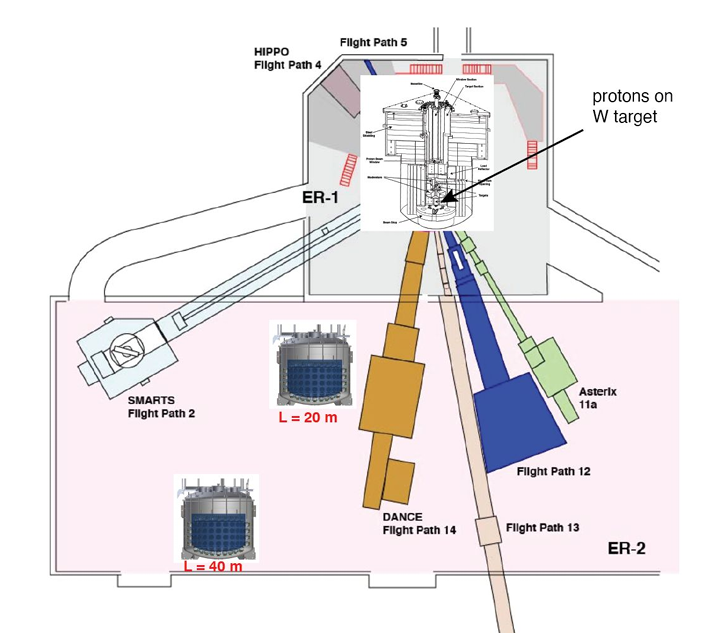 Flight Path 5
HIPPO
Flight Path 4
protons on
W target
ER-1
SMARTS
Flight Path 2
L = 20 m
L = 40 m
Asterix
11a
Flight Path 12
DANCE
Flight Path 14
Flight Path 13
ER-2